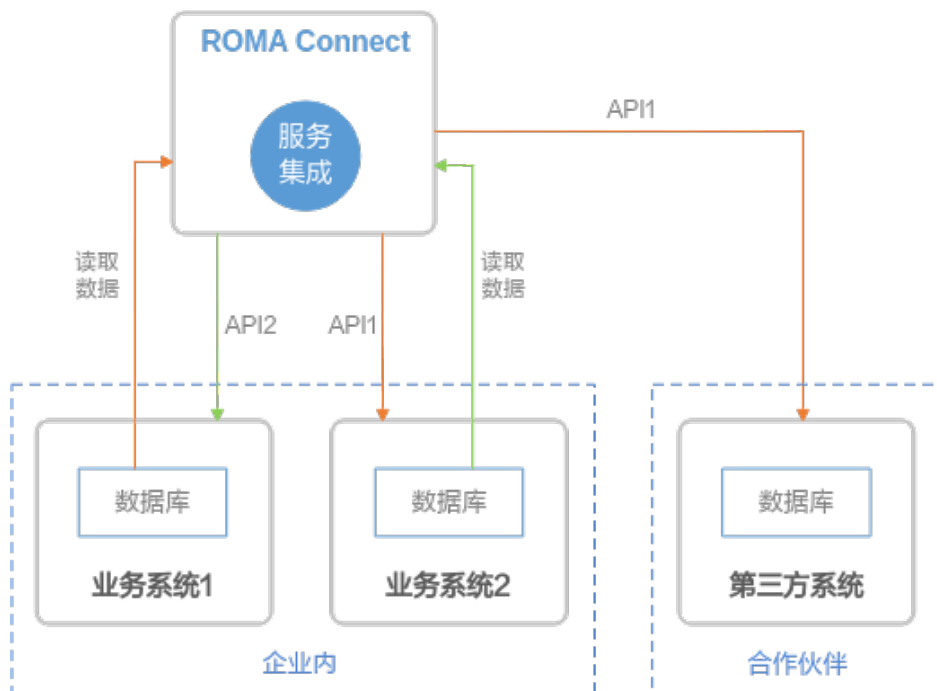 ROMA Connect
服务
集成
API1
读取
数据
读取
数据
API2
API1
数据库
数据库
数据库
业务系统1
业务系统2
第三方系统
企业内
合作伙伴